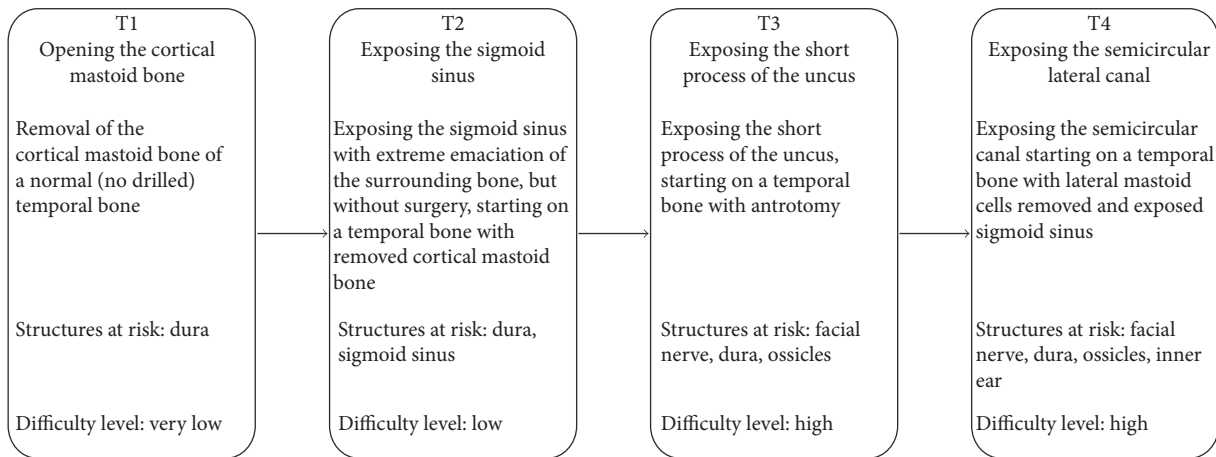 T1
Opening the cortical
mastoid bone
Removal of the
cortical mastoid bone of
a normal (no drilled)
temporal bone
Structures at risk: dura
Difficulty level: very low
T2
Exposing the sigmoid
sinus
Exposing the sigmoid sinus
with extreme emaciation of
the surrounding bone, but
without surgery, starting on
a temporal bone with
removed cortical mastoid
bone
Structures at risk: dura,
sigmoid sinus
Difficulty level: low
T3
Exposing the short
process of the uncus
Exposing the short
process of the uncus,
starting on a temporal
bone with antrotomy
Structures at risk: facial
nerve, dura, ossicles
Difficulty level: high
T4
Exposing the semicircular
lateral canal
Exposing the semicircular
canal starting on a temporal
bone with lateral mastoid
cells removed and exposed
sigmoid sinus
Structures at risk: facial
nerve, dura, ossicles, inner
ear
Difficulty level: high